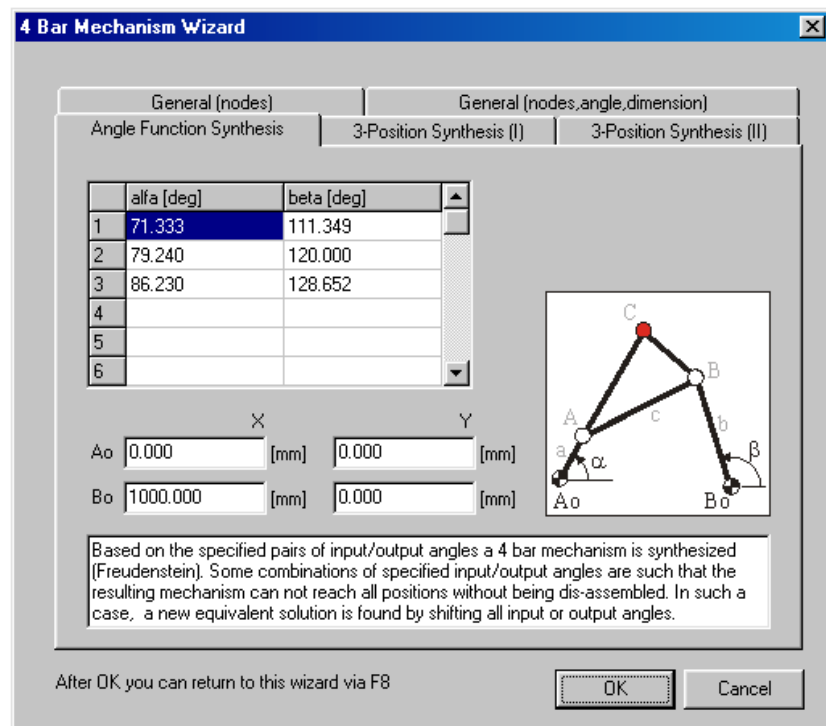 4 Bar Mechanism Wizard
General (nodes)
General (nodes,angle,dimension)
Angle Function Synthesis
3-Position Synthesis (I)
3-Position Synthesis (II)
alfa [deg] beta [deg]
1 71.333 111.349
2 79.240 120.000
3 86.230 128.652
4
5
6
X Y
Ao 0.000 [mm] 0.000 [mm]
Bo 1000.000 [mm] 0.000 [mm]
C
B
A
c
b
a
α
β
Ao
Bo
Based on the specified pairs of input/output angles a 4 bar mechanism is synthesized
(Freudenstein). Some combinations of specified input/output angles are such that the
resulting mechanism can not reach all positions without being dis-assembled. In such a
case, a new equivalent solution is found by shifting all input or output angles.
After OK you can return to this wizard via F8
OK
Cancel